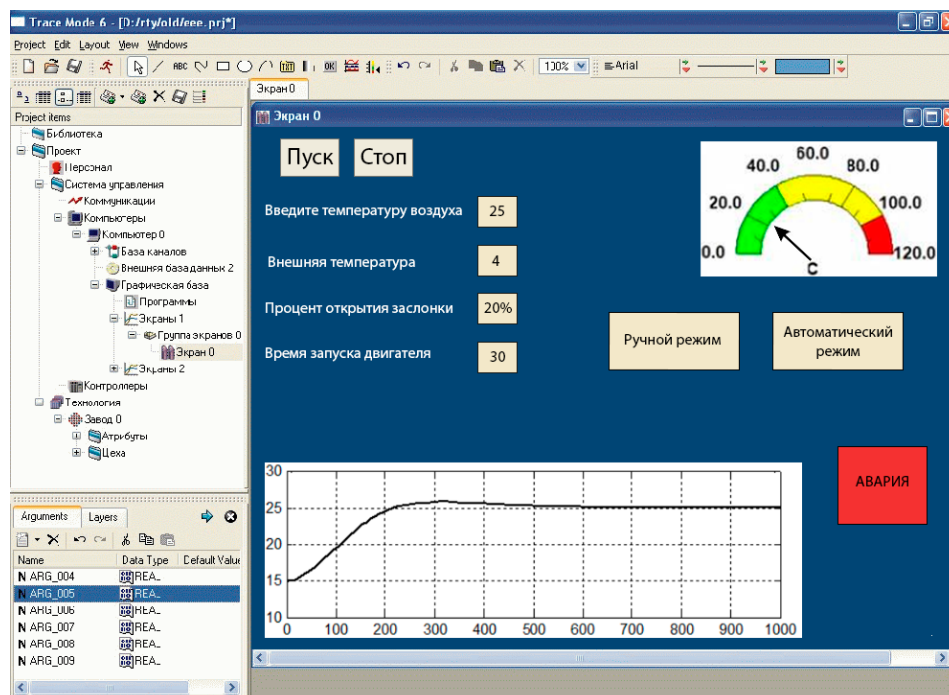 Trace Mode 6 - [D:/rty/old/eee.prj*]
Project Edit Layout View Windows
ABC OK 130% Arial
Экран 0
Project items
Библиотека
Проект
Персонал
Система управления
Коммуникации
Компьютеры
Компьютер 0
База каналов
Внешняя база данных 2
Графическая база
Программы
Экраны 1
Группа экранов 0
Экран 0
Экраны 2
Контроллеры
Технология
Завод 0
Атрибуты
Цеха
Arguments Layers
Name Data Type Default Value
N ARG_004 REA_
N ARG_005 REA_
N ARG_006 REA_
N ARG_007 REA_
N ARG_008 REA_
N ARG_009 REA_
Экран 0
Пуск Стоп
Введите температуру воздуха 25
Внешняя температура 4
Процент открытия заслонки 20%
Время запуска двигателя 30
0.0 20.0 40.0 60.0 80.0 100.0 120.0
C
Ручной режим
Автоматический
режим
АВАРИЯ
30
25
20
15
10
0 100 200 300 400 500 600 700 800 900 1000